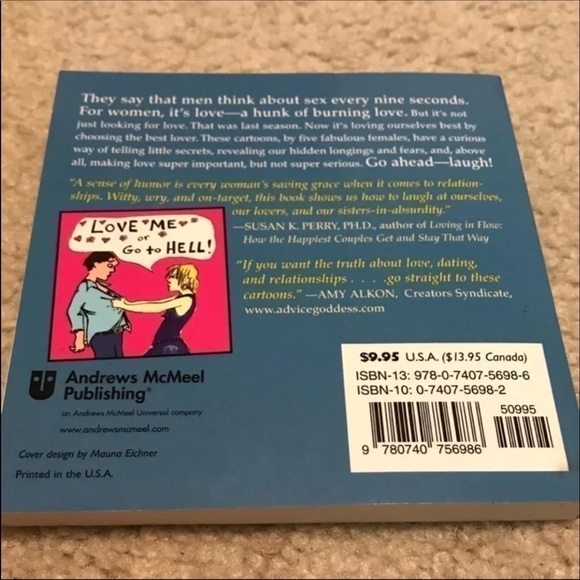 They say that men think about sex every nine seconds.
For women, it's love—a hunk of burning love. But it's not
just looking for love. That was last season. Now it's loving ourselves best by
choosing the best lover. These cartoons, by five fabulous females, have a curious
way of telling little secrets, revealing our hidden longings and fears, and, above
all, making love super important, but not super serious. Go ahead—laugh!
"A sense of humor is every woman's saving grace when it comes to relation-
ships. Witty, wry, and on-target, this book shows us how to laugh at ourselves,
our lovers, and our sisters-in-absurdity."
—SUSAN K. PERRY, PH.D., author of Loving in Flow:
How the Happiest Couples Get and Stay That Way
LOVE ME
or
Go to HELL!
"If you want the truth about love, dating,
and relationships . . . .go straight to these
cartoons." —AMY ALKON, Creators Syndicate,
www.advicegoddess.com
Andrews McMeel
Publishing®
an Andrews McMeel Universal company
www.andrewsmcmeel.com
Cover design by Mauna Eichner
Printed in the U.S.A.
$9.95 U.S.A. ($13.95 Canada)
ISBN-13: 978-0-7407-5698-6
ISBN-10: 0-7407-5698-2
50995
9 780740 756986